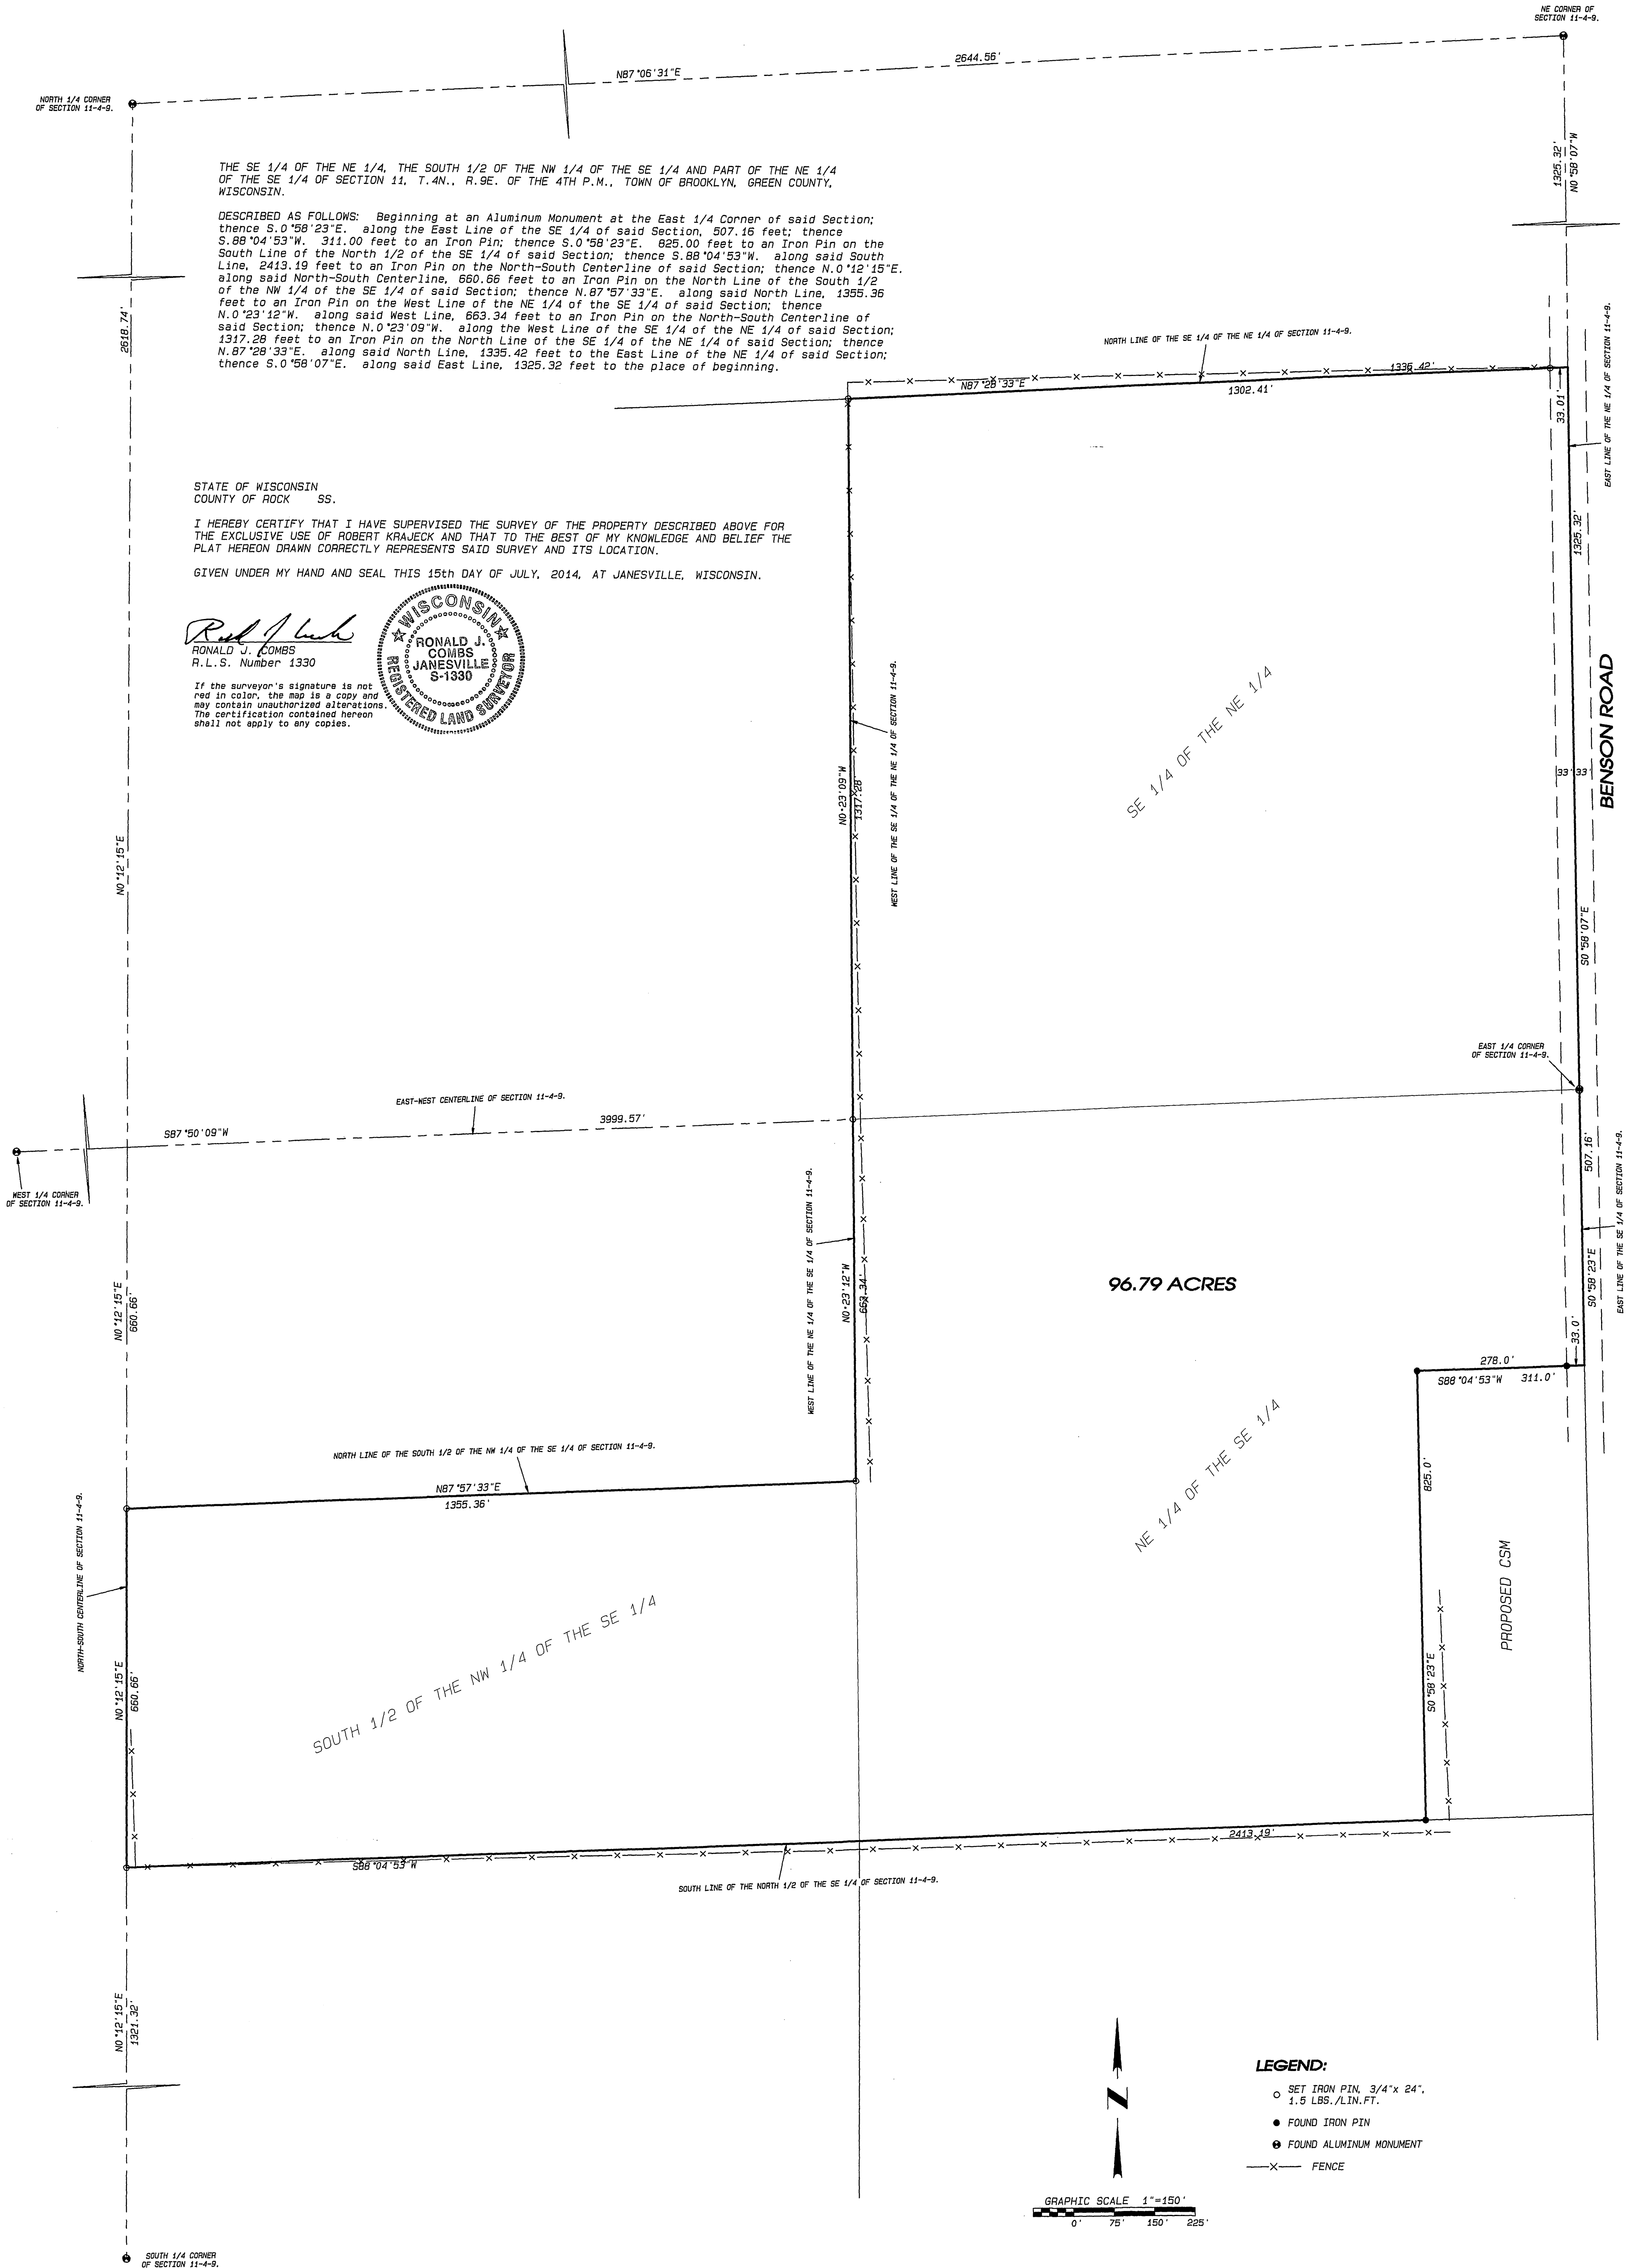 NE CORNER OF
SECTION 11-4-9.
N87°06'31"E
2644.56'
NORTH 1/4 CORNER
OF SECTION 11-4-9.
1325.32'
N0°58'07"W
THE SE 1/4 OF THE NE 1/4, THE SOUTH 1/2 OF THE NW 1/4 OF THE SE 1/4 AND PART OF THE NE 1/4
OF THE SE 1/4 OF SECTION 11, T.4N., R.9E. OF THE 4TH P.M., TOWN OF BROOKLYN, GREEN COUNTY,
WISCONSIN.
DESCRIBED AS FOLLOWS: Beginning at an Aluminum Monument at the East 1/4 Corner of said Section;
thence S.0°58'23"E. along the East Line of the SE 1/4 of said Section, 507.16 feet; thence
S.88°04'53"W. 311.00 feet to an Iron Pin; thence S.0°58'23"E. 825.00 feet to an Iron Pin on the
South Line of the North 1/2 of the SE 1/4 of said Section; thence S.88°04'53"W. along said South
Line, 2413.19 feet to an Iron Pin on the North-South Centerline of said Section; thence N.0°12'15"E.
along said North-South Centerline, 660.66 feet to an Iron Pin on the North Line of the South 1/2
of the NW 1/4 of the SE 1/4 of said Section; thence N.87°57'33"E. along said North Line, 1355.36
feet to an Iron Pin on the West Line of the NE 1/4 of the SE 1/4 of said Section; thence
N.0°23'12"W. along said West Line, 663.34 feet to an Iron Pin on the North-South Centerline of
said Section; thence N.0°23'09"W. along the West Line of the SE 1/4 of the NE 1/4 of said Section;
1317.28 feet to an Iron Pin on the North Line of the SE 1/4 of the NE 1/4 of said Section; thence
N.87°28'33"E. along said North Line, 1335.42 feet to the East Line of the NE 1/4 of said Section;
thence S.0°58'07"E. along said East Line, 1325.32 feet to the place of beginning.
2618.74'
N0°12'15"E
NORTH LINE OF THE SE 1/4 OF THE NE 1/4 OF SECTION 11-4-9.
N87°28'33"E
1336.42'
1302.41'
33.01'
EAST LINE OF THE NE 1/4 OF SECTION 11-4-9.
1325.32'
STATE OF WISCONSIN
COUNTY OF ROCK SS.
I HEREBY CERTIFY THAT I HAVE SUPERVISED THE SURVEY OF THE PROPERTY DESCRIBED ABOVE FOR
THE EXCLUSIVE USE OF ROBERT KRAJECK AND THAT TO THE BEST OF MY KNOWLEDGE AND BELIEF THE
PLAT HEREON DRAWN CORRECTLY REPRESENTS SAID SURVEY AND ITS LOCATION.
GIVEN UNDER MY HAND AND SEAL THIS 15th DAY OF JULY, 2014, AT JANESVILLE, WISCONSIN.
RONALD J. COMBS
R.L.S. Number 1330
If the surveyor's signature is not
red in color, the map is a copy and
may contain unauthorized alterations.
The certification contained hereon
shall not apply to any copies.
WISCONSIN
RONALD J.
COMBS
JANESVILLE
S-1330
REGISTERED LAND SURVEYOR
WEST LINE OF THE SE 1/4 OF THE NE 1/4 OF SECTION 11-4-9.
N0°23'09"W
1317.28'
SE 1/4 OF THE NE 1/4
BENSON ROAD
33' 33'
S0°58'07"E
EAST 1/4 CORNER
OF SECTION 11-4-9.
EAST-WEST CENTERLINE OF SECTION 11-4-9.
S87°50'09"W
3999.57'
WEST 1/4 CORNER
OF SECTION 11-4-9.
507.16'
S0°58'23"E
EAST LINE OF THE SE 1/4 OF SECTION 11-4-9.
WEST LINE OF THE NE 1/4 OF THE SE 1/4 OF SECTION 11-4-9.
N0°23'12"W
663.34'
N0°12'15"E
660.66'
96.79 ACRES
33.0'
278.0'
S88°04'53"W 311.0'
NORTH LINE OF THE SOUTH 1/2 OF THE NW 1/4 OF THE SE 1/4 OF SECTION 11-4-9.
N87°57'33"E
1355.36'
NE 1/4 OF THE SE 1/4
825.0'
S0°58'23"E
PROPOSED CSM
NORTH-SOUTH CENTERLINE OF SECTION 11-4-9.
N0°12'15"E
660.66'
SOUTH 1/2 OF THE NW 1/4 OF THE SE 1/4
S88°04'53"W
2413.19'
SOUTH LINE OF THE NORTH 1/2 OF THE SE 1/4 OF SECTION 11-4-9.
N0°12'15"E
1321.32'
N
LEGEND:
SET IRON PIN, 3/4"x 24",
1.5 LBS./LIN.FT.
FOUND IRON PIN
FOUND ALUMINUM MONUMENT
FENCE
GRAPHIC SCALE 1"=150'
0' 75' 150' 225'
SOUTH 1/4 CORNER
OF SECTION 11-4-9.